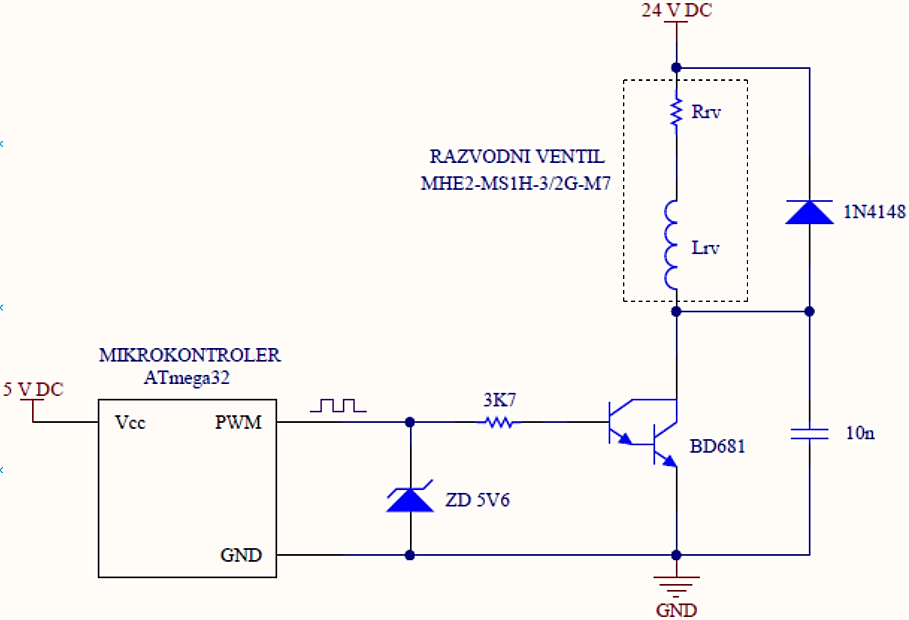 24 V DC
Rrv
RAZVODNI VENTIL
MHE2-MS1H-3/2G-M7
1N4148
Lrv
MIKROKONTROLER
ATmega32
5 V DC
3K7
Vcc
PWM
10n
BD681
ZD 5V6
GND
GND